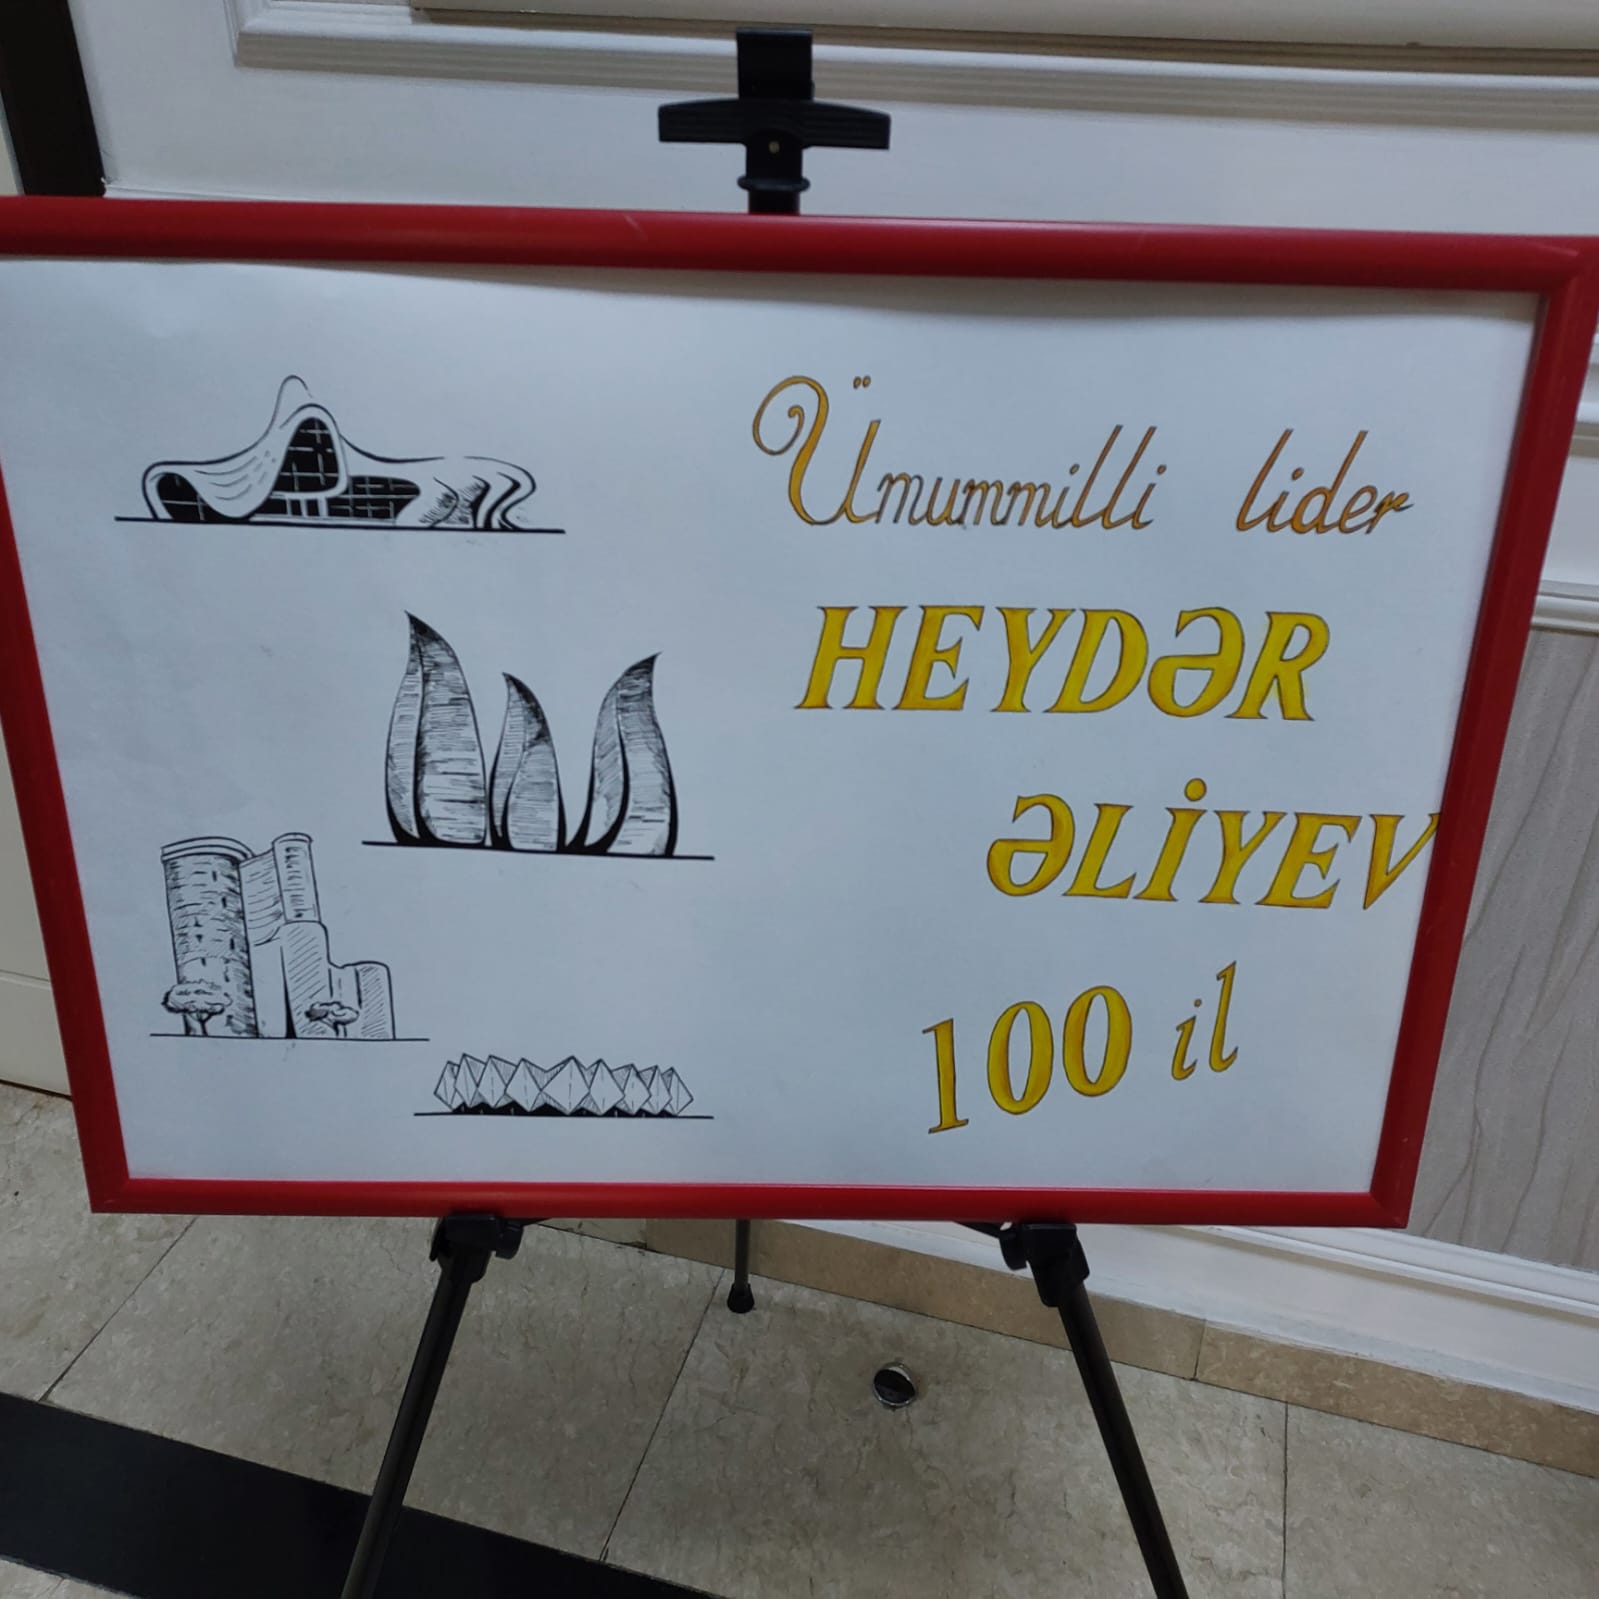 Ümummilli lider
HEYDƏR
ƏLİYEV
100 il